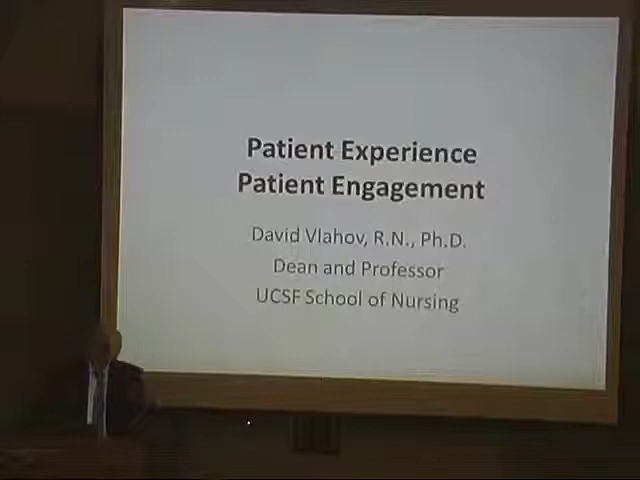 Patient Experience
Patient Engagement
David Vlahov, R.N., Ph.D.
Dean and Professor
UCSF School of Nursing